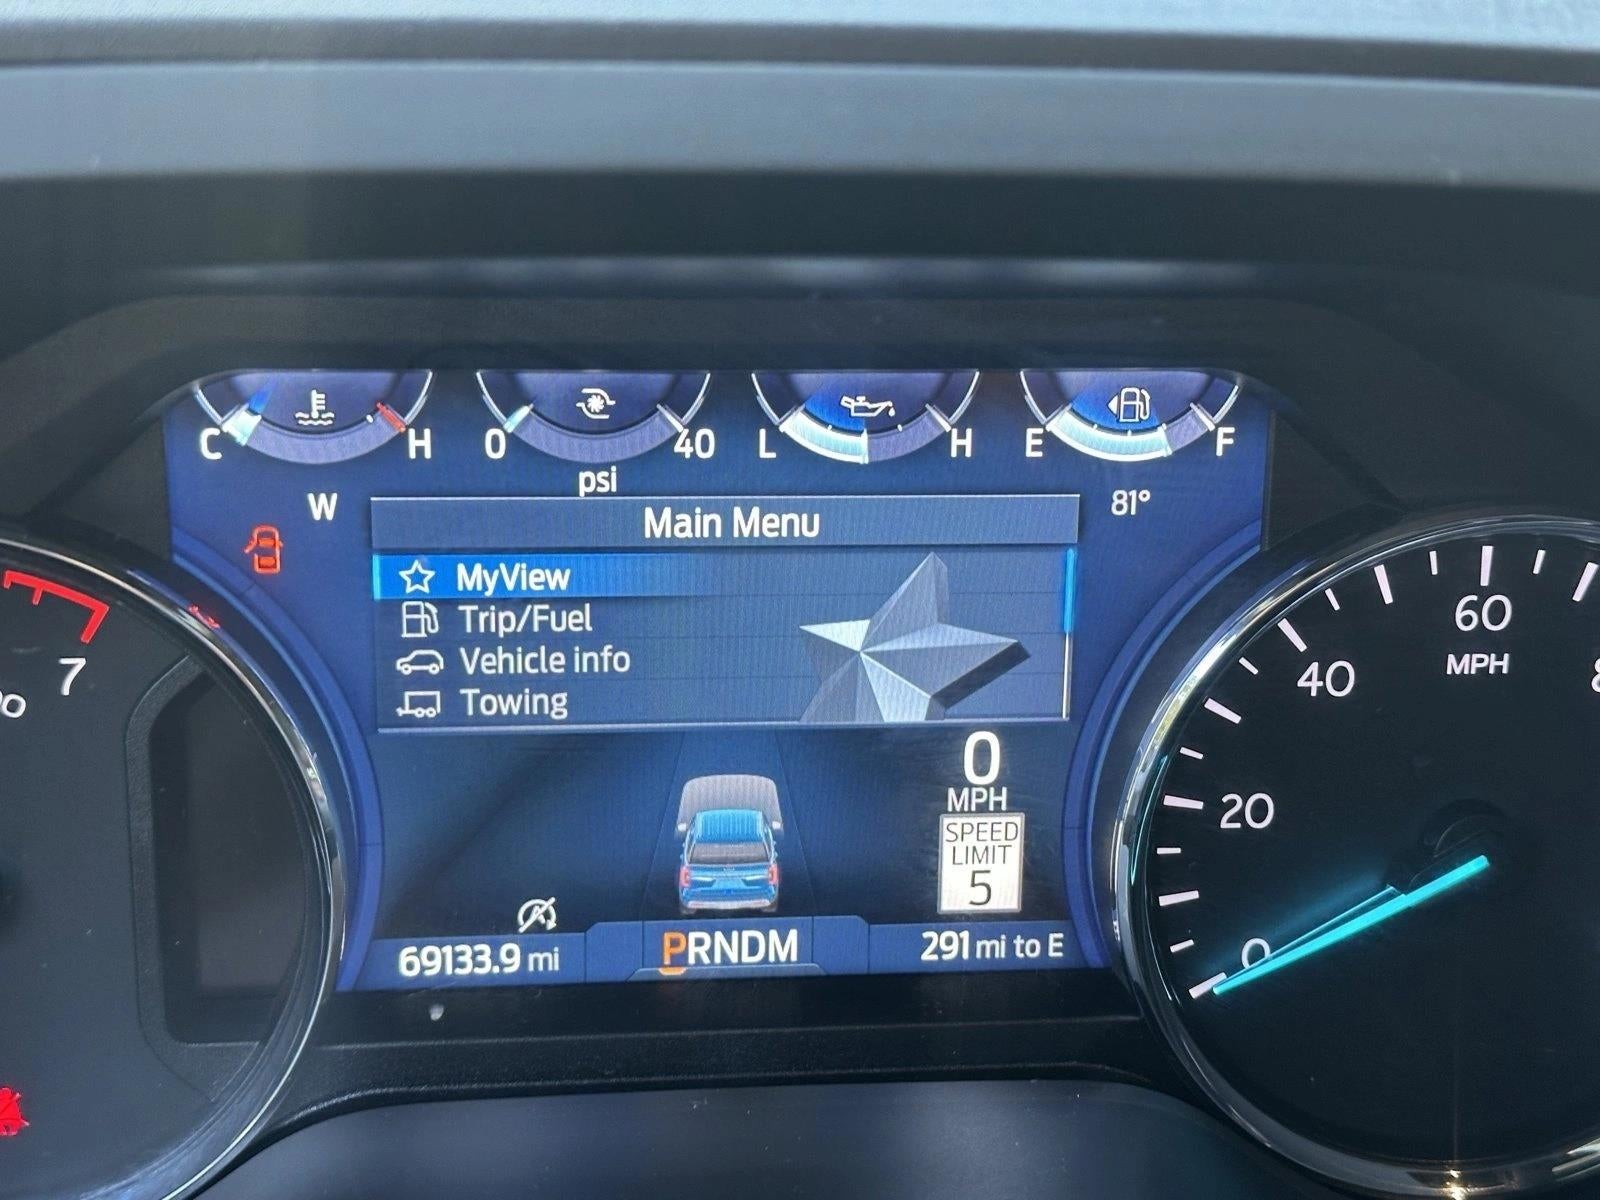 C H
0 40
psi
L H
E F
W
81°
Main Menu
MyView
Trip/Fuel
Vehicle info
Towing
7
0
MPH
SPEED
LIMIT
5
69133.9 mi
PRNDM
291 mi to E
0
20
40
60
MPH